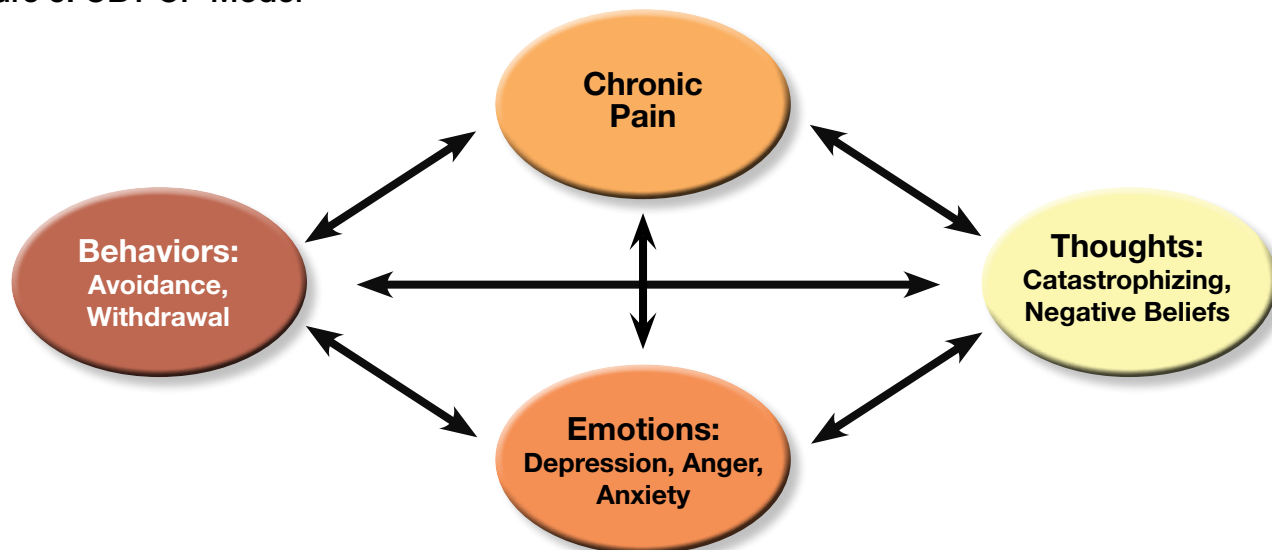 Chronic
Pain
Behaviors:
Avoidance,
Withdrawal
Thoughts:
Catastrophizing,
Negative Beliefs
Emotions:
Depression, Anger,
Anxiety